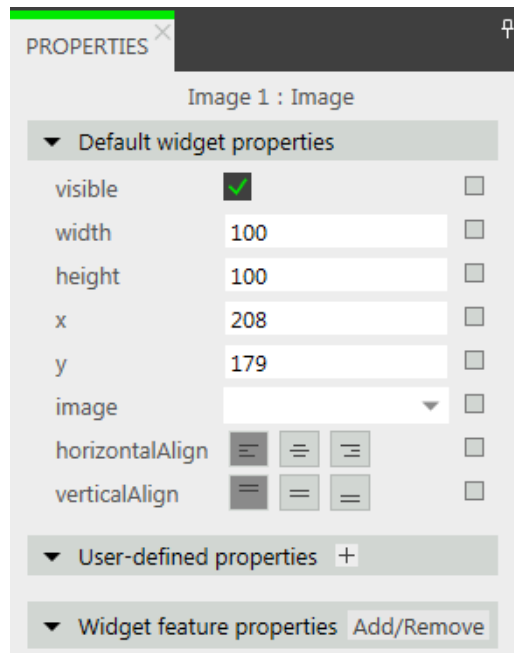 PROPERTIES
Image 1 : Image
Default widget properties
visible
width 100
height 100
x 208
y 179
image
horizontalAlign
verticalAlign
User-defined properties +
Widget feature properties Add/Remove